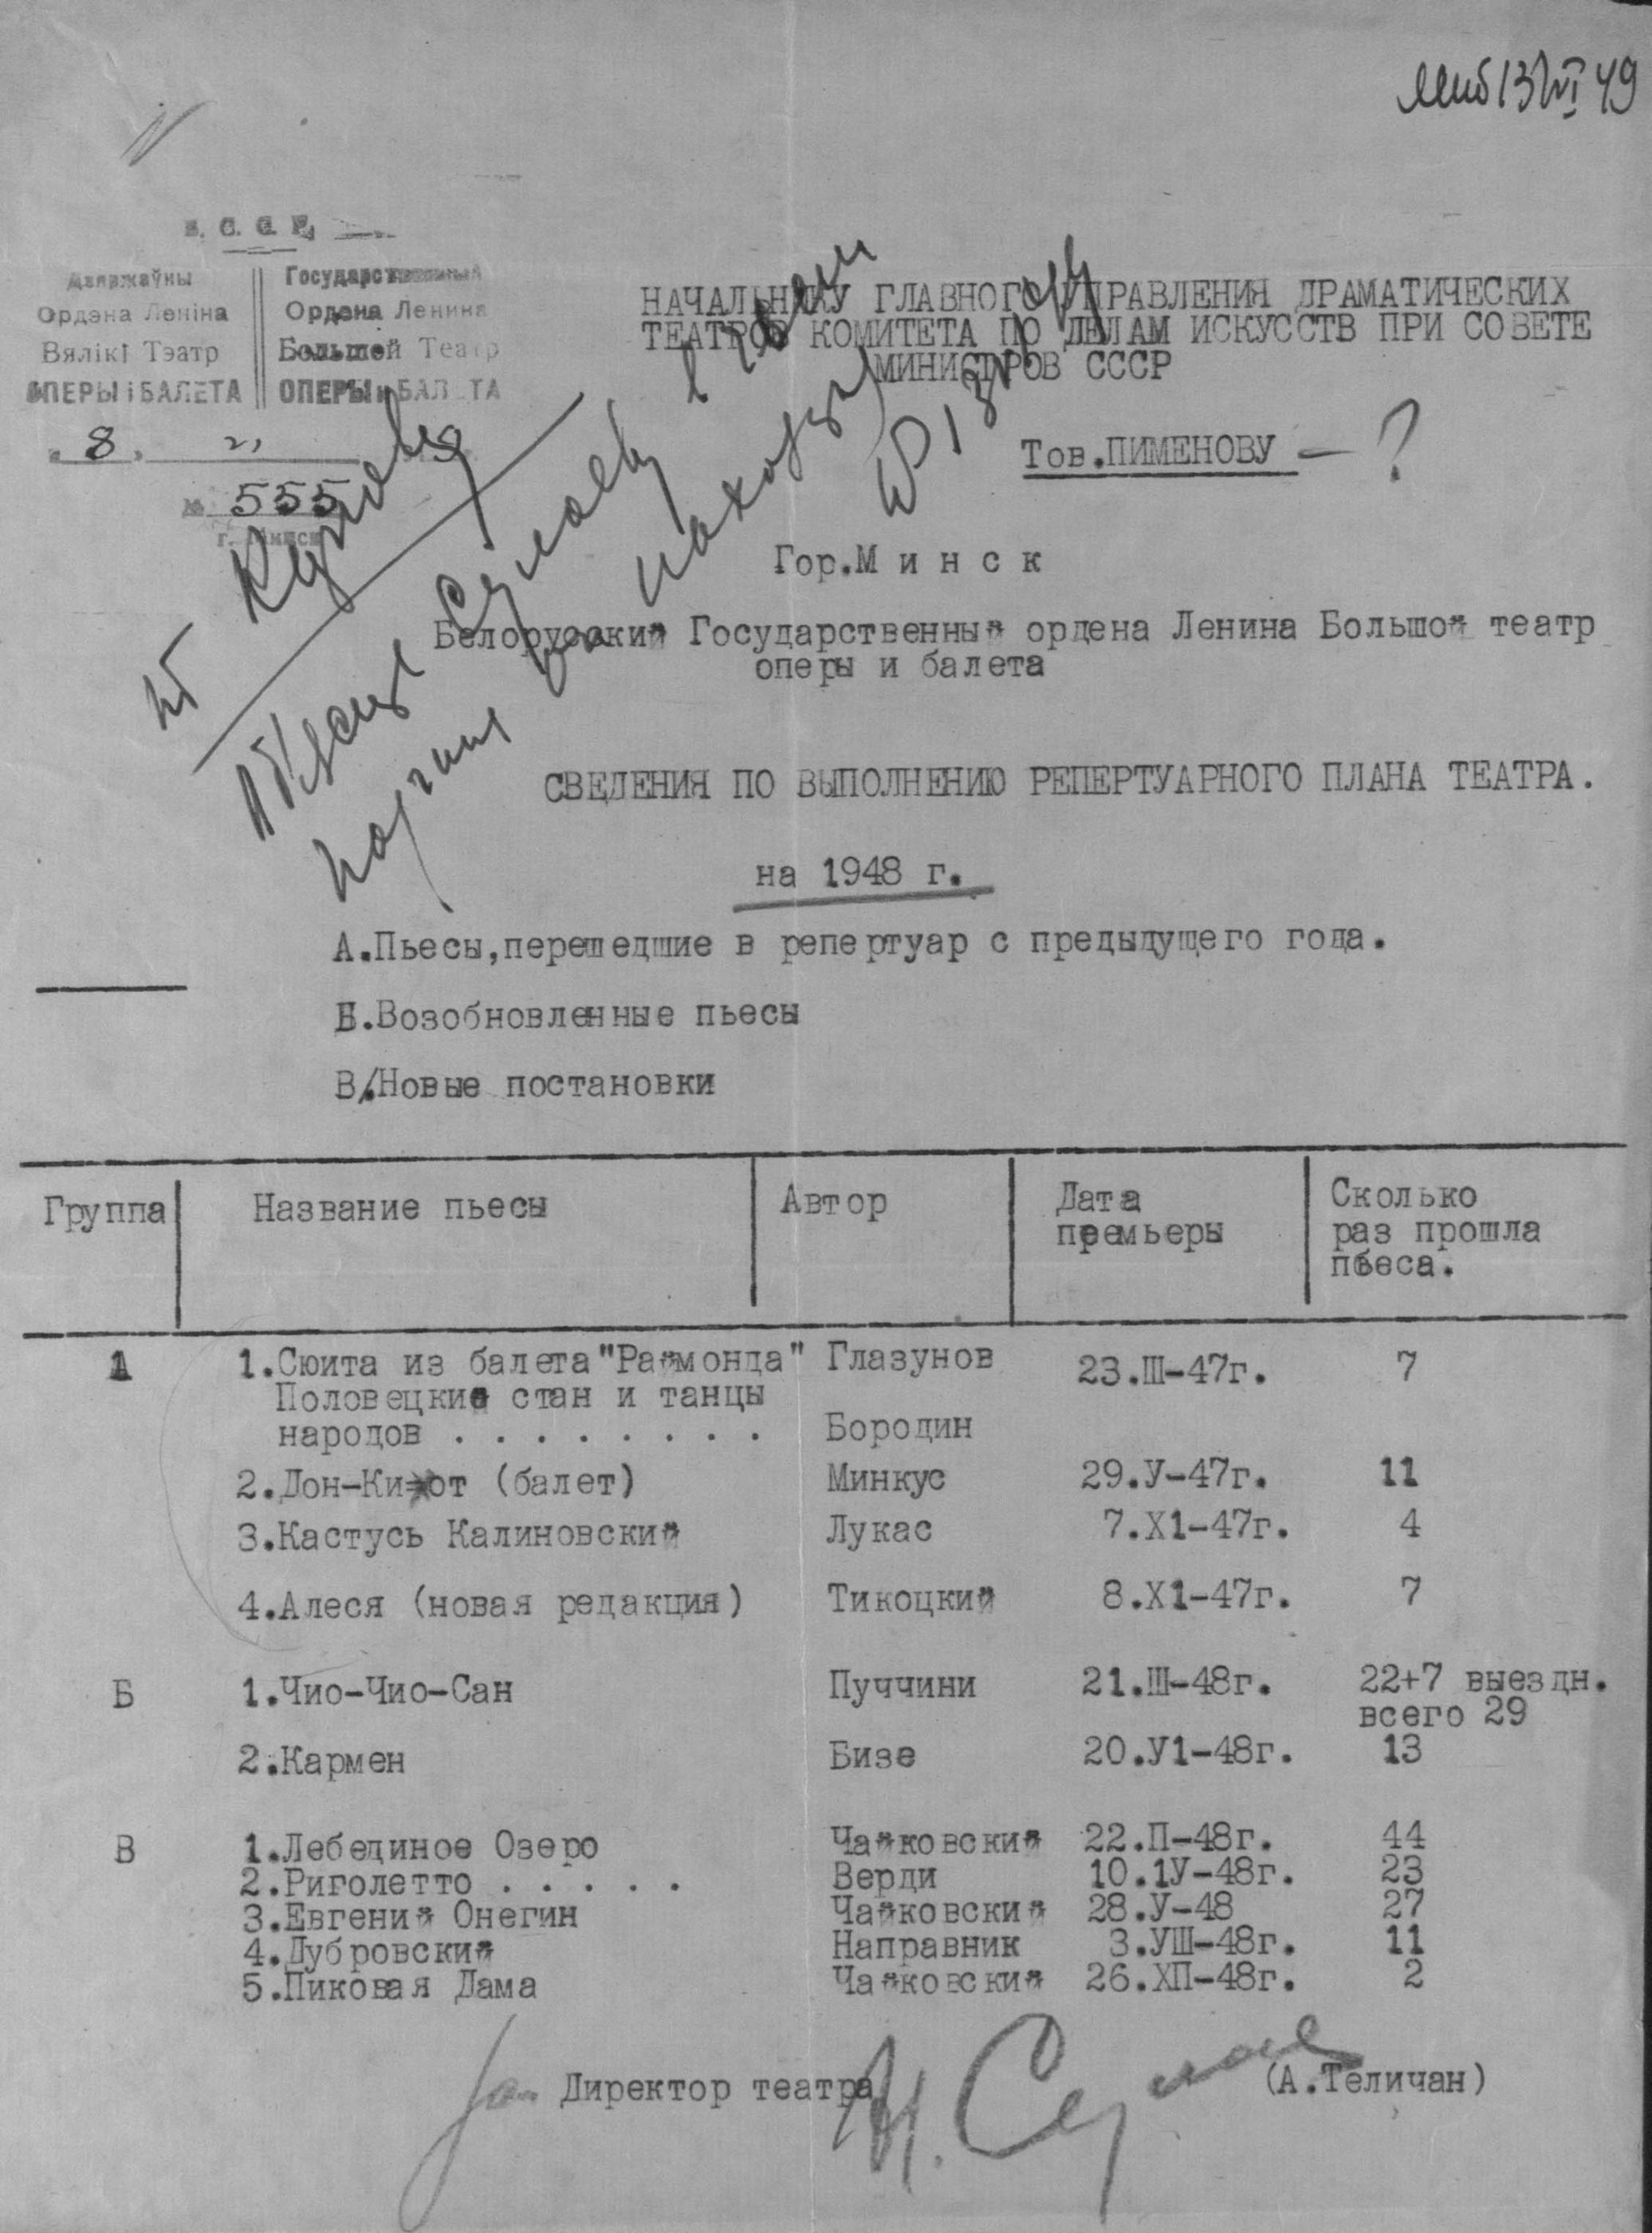 13/VI 49
Б. С. С. Р.
Дзяржаўны
Ордэна Леніна
Вялікі Тэатр
ОПЕРЫ і БАЛЕТА
Государственный
Ордена Ленина
Большой Театр
ОПЕРЫ и БАЛЕТА
8
№ 555
г. Минск
НАЧАЛЬНИКУ ГЛАВНОГО УПРАВЛЕНИЯ ДРАМАТИЧЕСКИХ
ТЕАТРОВ КОМИТЕТА ПО ДЕЛАМ ИСКУССТВ ПРИ СОВЕТЕ
МИНИСТРОВ СССР
Тов.ПИМЕНОВУ — ?
Гор.М и н с к
Белорусский Государственный ордена Ленина Большой театр
оперы и балета
СВЕДЕНИЯ ПО ВЫПОЛНЕНИЮ РЕПЕРТУАРНОГО ПЛАНА ТЕАТРА.
на 1948 г.
А.Пьесы,перешедшие в репертуар с предыдущего года.
Б.Возобновленные пьесы
В.Новые постановки
Группа Название пьесы Автор Дата премьеры Сколько раз прошла пьеса.
1 1.Сюита из балета "Раймонда" Глазунов 23.Ш-47г. 7
Половецкий стан и танцы
народов . . . . . . . . Бородин
2.Дон-Кихот (балет) Минкус 29.У-47г. 11
3.Кастусь Калиновский Лукас 7.Х1-47г. 4
4.Алеся (новая редакция) Тикоцкий 8.Х1-47г. 7
Б 1.Чио-Чио-Сан Пуччини 21.Ш-48г. 22+7 выездн.
всего 29
2.Кармен Бизе 20.У1-48г. 13
В 1.Лебединое Озеро Чайковский 22.П-48г. 44
2.Риголетто . . . . . Верди 10.1У-48г. 23
3.Евгений Онегин Чайковский 28.У-48 27
4.Дубровский Направник 3.УШ-48г. 11
5.Пиковая Дама Чайковский 26.ХП-48г. 2
Директор театра (А.Теличан)